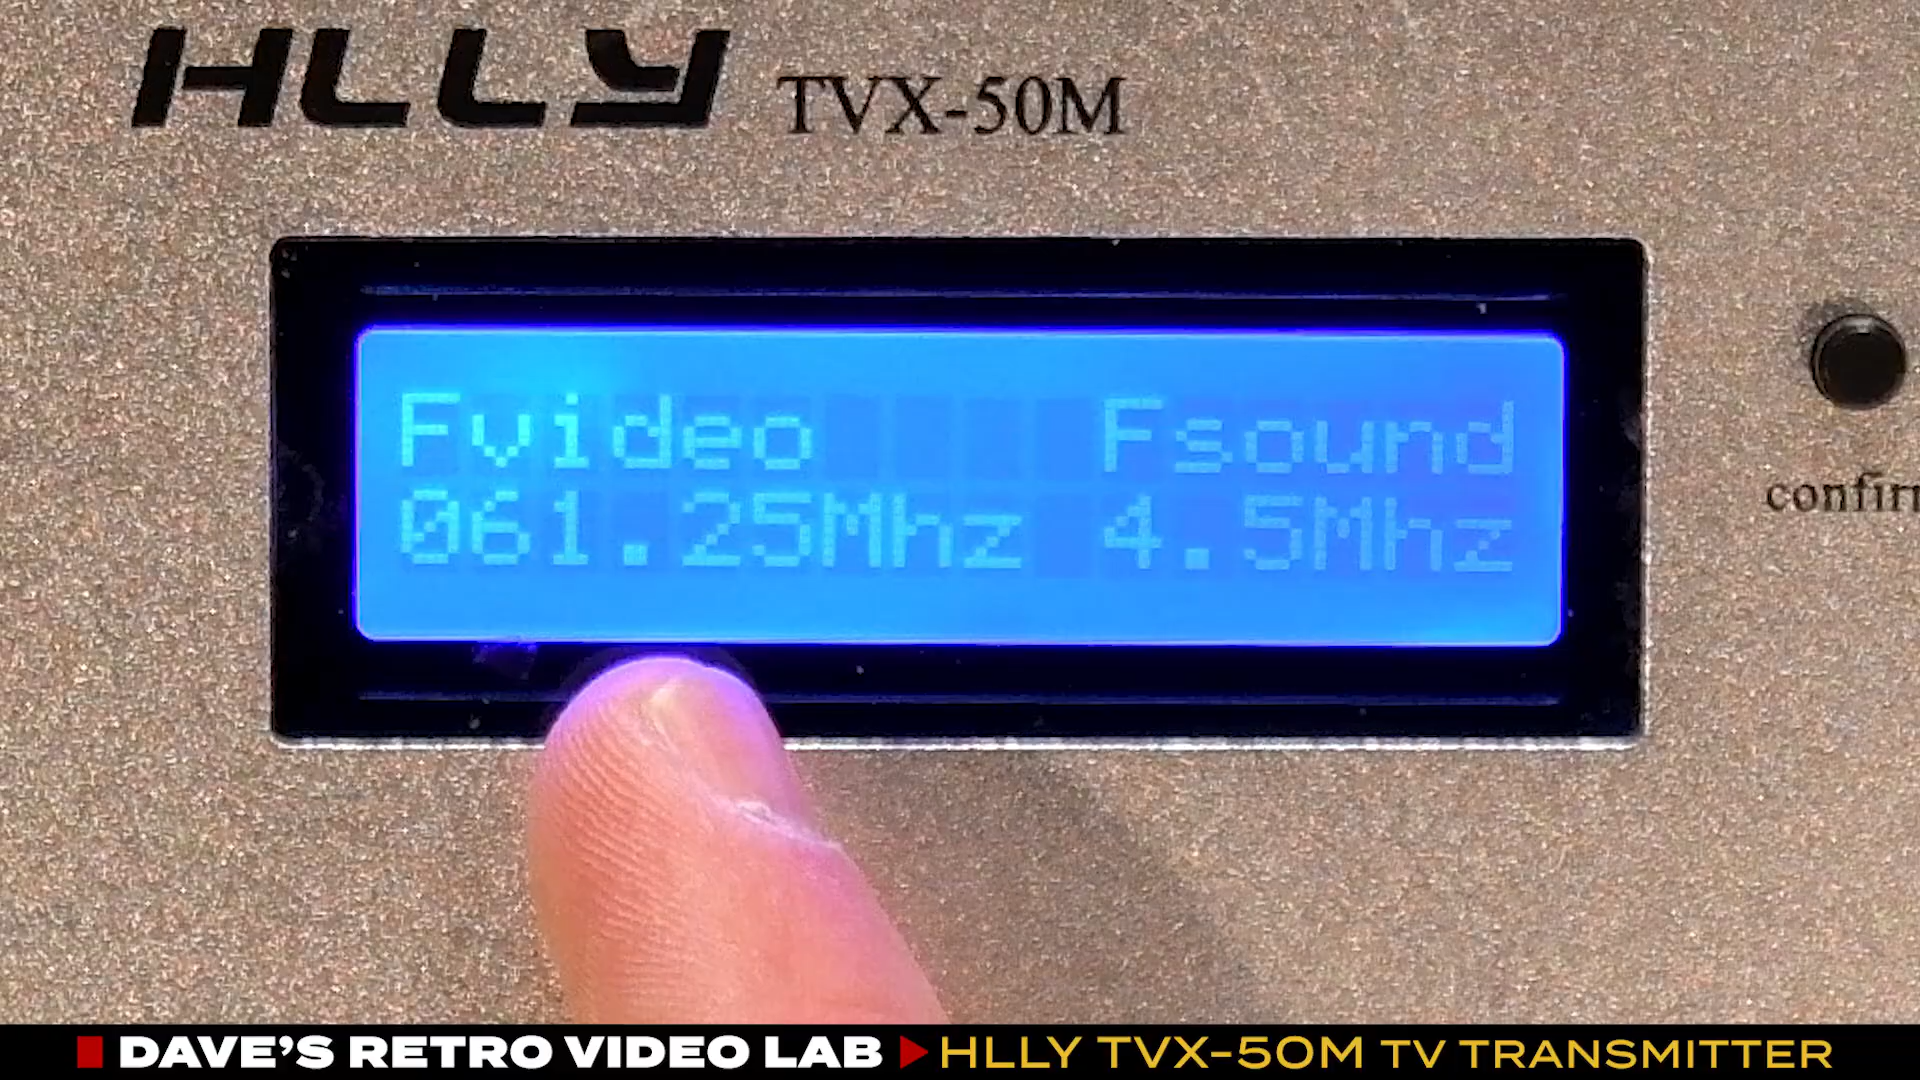 HLLY TVX-50M
Fvideo Fsound
061.25Mhz 4.5Mhz
DAVE'S RETRO VIDEO LAB HLLY TVX-50M TV TRANSMITTER